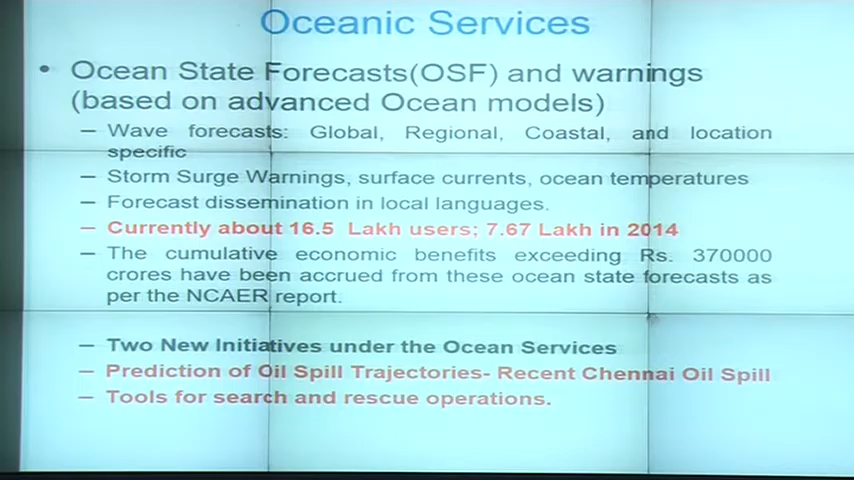 Oceanic Services
• Ocean State Forecasts(OSF) and warnings
(based on advanced Ocean models)
– Wave forecasts: Global, Regional, Coastal, and location
specific
– Storm Surge Warnings, surface currents, ocean temperatures
– Forecast dissemination in local languages.
– Currently about 16.5 Lakh users; 7.67 Lakh in 2014
– The cumulative economic benefits exceeding Rs. 370000
crores have been accrued from these ocean state forecasts as
per the NCAER report.
– Two New Initiatives under the Ocean Services
– Prediction of Oil Spill Trajectories- Recent Chennai Oil Spill
– Tools for search and rescue operations.